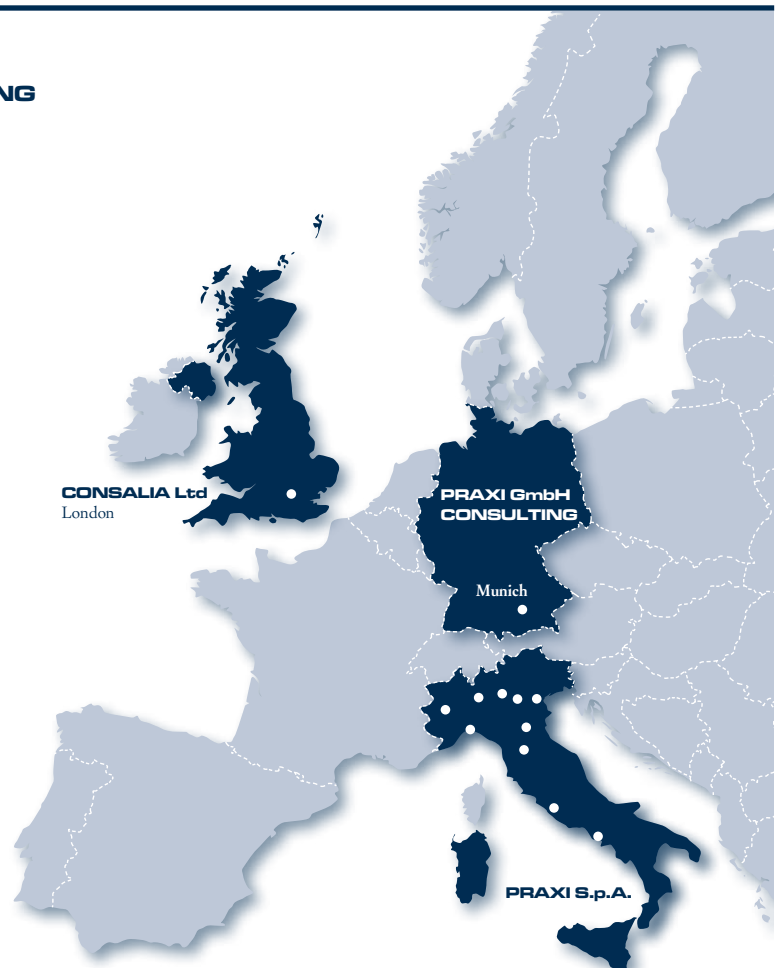 NG
CONSALIA Ltd
London
PRAXI GmbH
CONSULTING
Munich
PRAXI S.p.A.